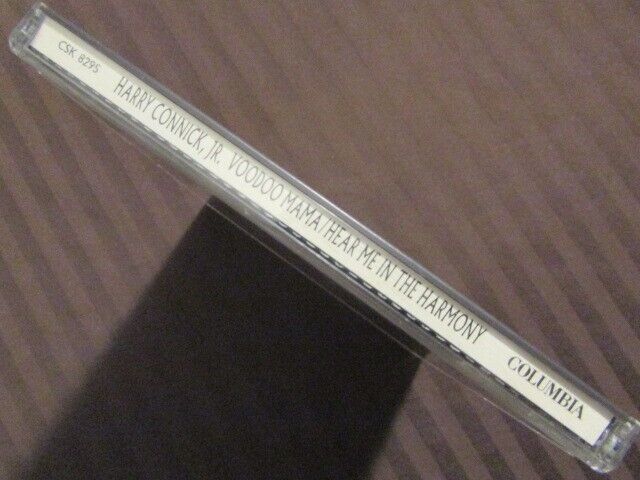 CSK 8295 HARRY CONNICK, JR. VOODOO MAMA/HEAR ME IN THE HARMONY COLUMBIA